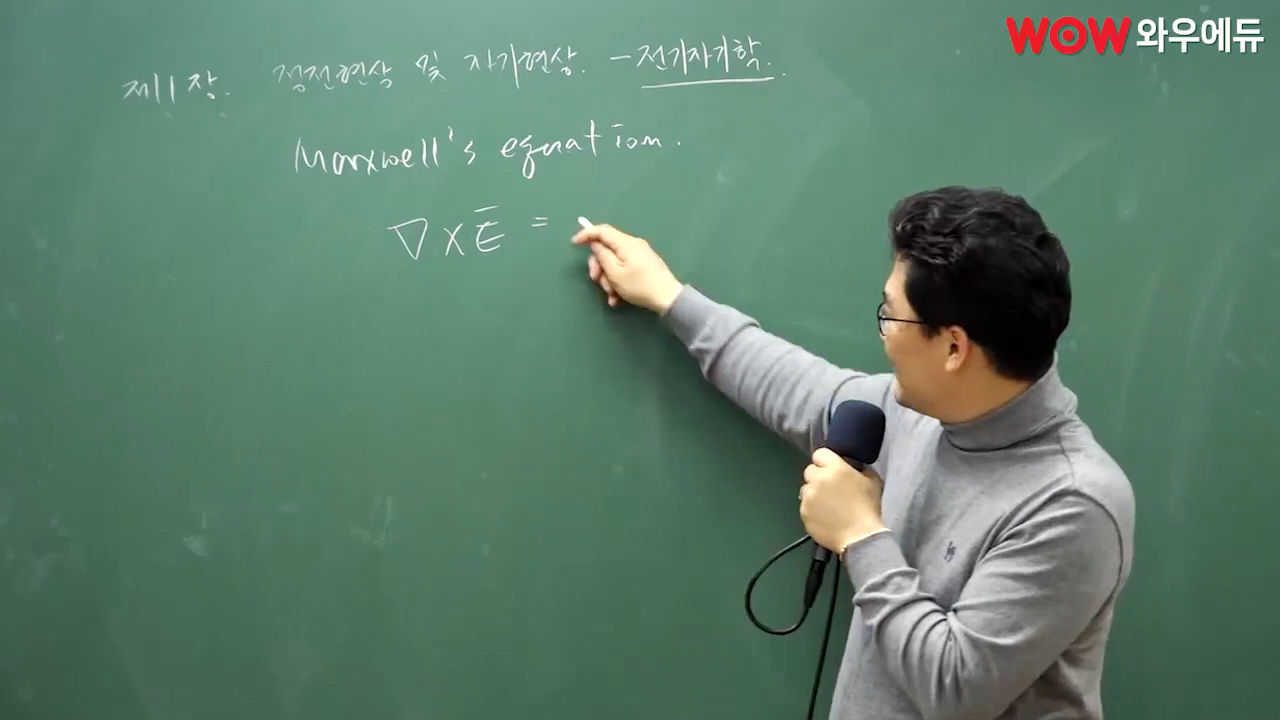 WOW 와우에듀
제11장. 정전현상 및 자기현상. - 전기자기학.
Maxwell's equation.
▽ × E̅ =